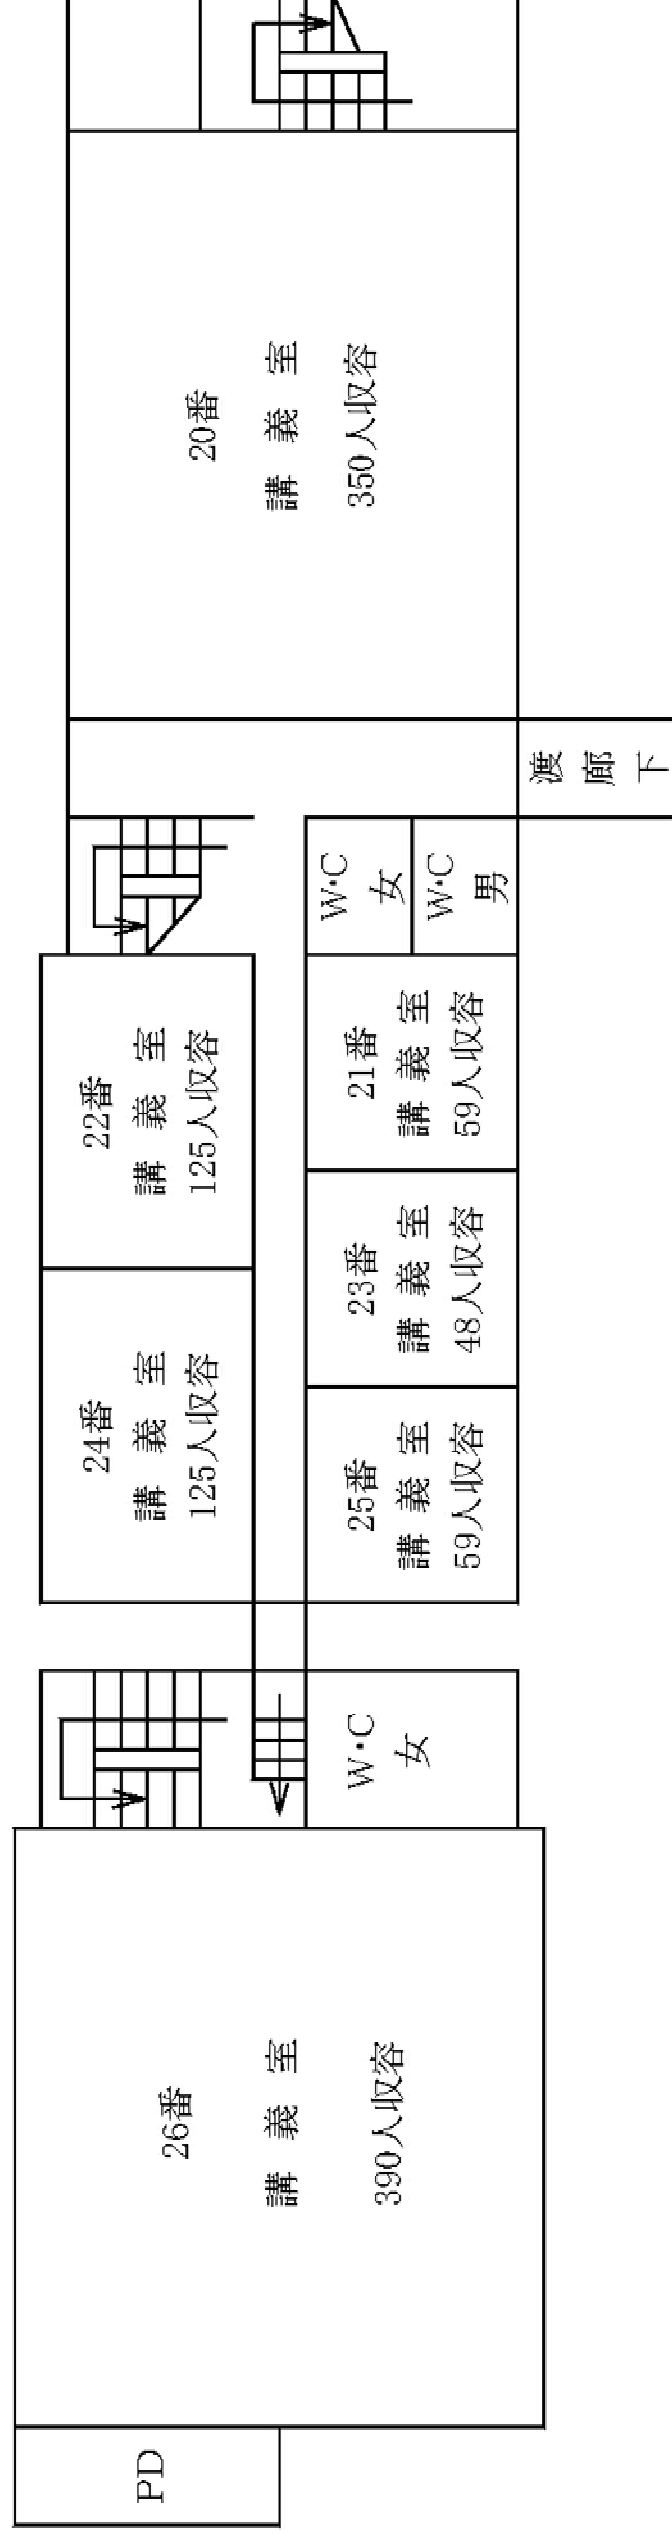 PD
26番
講義室
390人収容
W・C
女
24番
講義室
125人収容
22番
講義室
125人収容
25番
講義室
59人収容
23番
講義室
48人収容
21番
講義室
59人収容
W・C
女
W・C
男
渡廊下
20番
講義室
350人収容